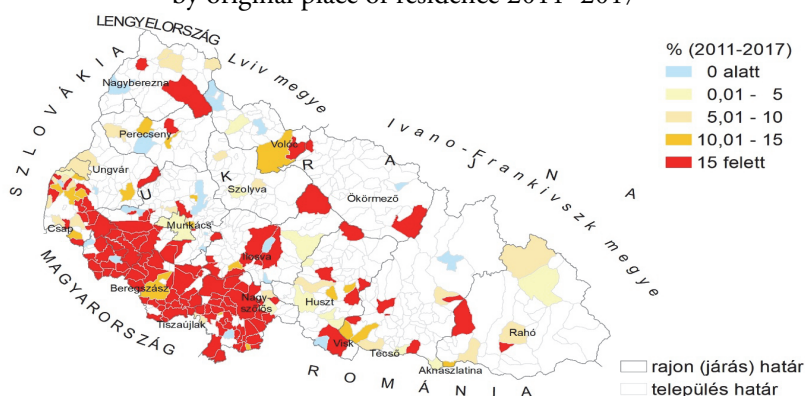 by original place of residence 2011–2017
LENGYELORSZÁG
Lviv megye
% (2011-2017)
0 alatt
0,01 - 5
5,01 - 10
10,01 - 15
15 felett
SZLOVÁKIA
Nagyberezna
Ivano-Frankivszk megye
Perecseny
Volóc
UKRAJNA
Ungvár
Szolyva
Ökörmező
Csap
Munkács
Ilosva
MAGYARORSZÁG
Beregszász
Nagy-
szőlős
Huszt
Tiszaújlak
Rahó
Visk
Técső
Aknaszlatina
ROMÁNIA
rajon (járás) határ
település határ